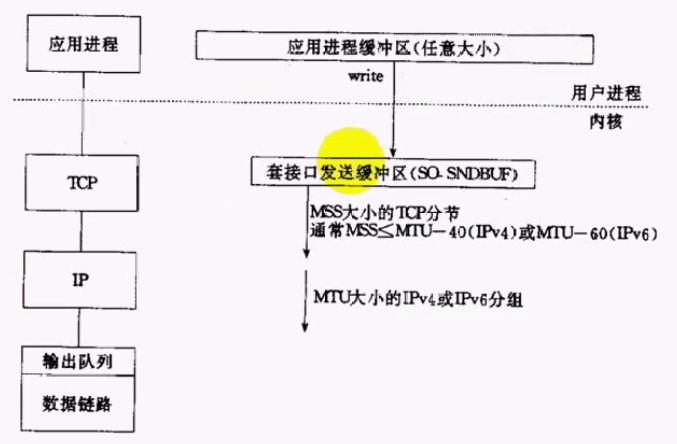 应用进程
应用进程缓冲区(任意大小)
write
用户进程
内核
TCP
套接口发送缓冲区(SO-SNDBUF)
MSS大小的TCP分节
通常MSS≤MTU-40(IPv4)或MTU-60(IPv6)
IP
MTU大小的IPv4或IPv6分组
输出队列
数据链路